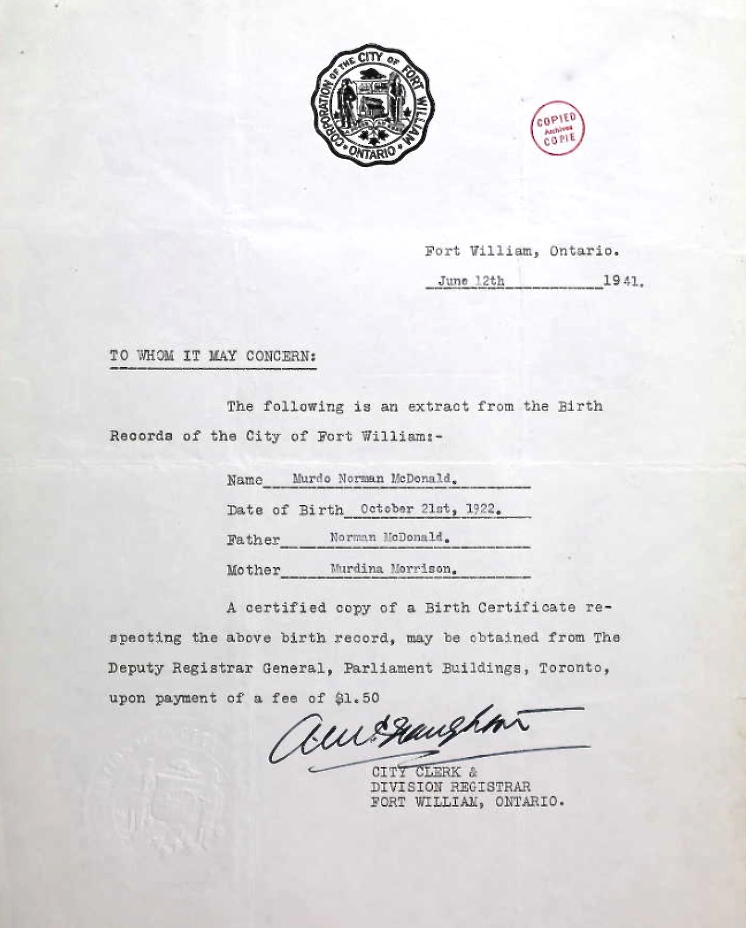 CORPORATION OF THE CITY OF FORT WILLIAM
ONTARIO
COPIED
Archives
COPIE
Fort William, Ontario.
June 12th 1941.
TO WHOM IT MAY CONCERN:
The following is an extract from the Birth
Records of the City of Fort William:-
Name Murdo Norman McDonald.
Date of Birth October 21st, 1922.
Father Norman McDonald.
Mother Murdina Morrison.
A certified copy of a Birth Certificate re-
specting the above birth record, may be obtained from The
Deputy Registrar General, Parliament Buildings, Toronto,
upon payment of a fee of $1.50
CITY CLERK &
DIVISION REGISTRAR
FORT WILLIAM, ONTARIO.